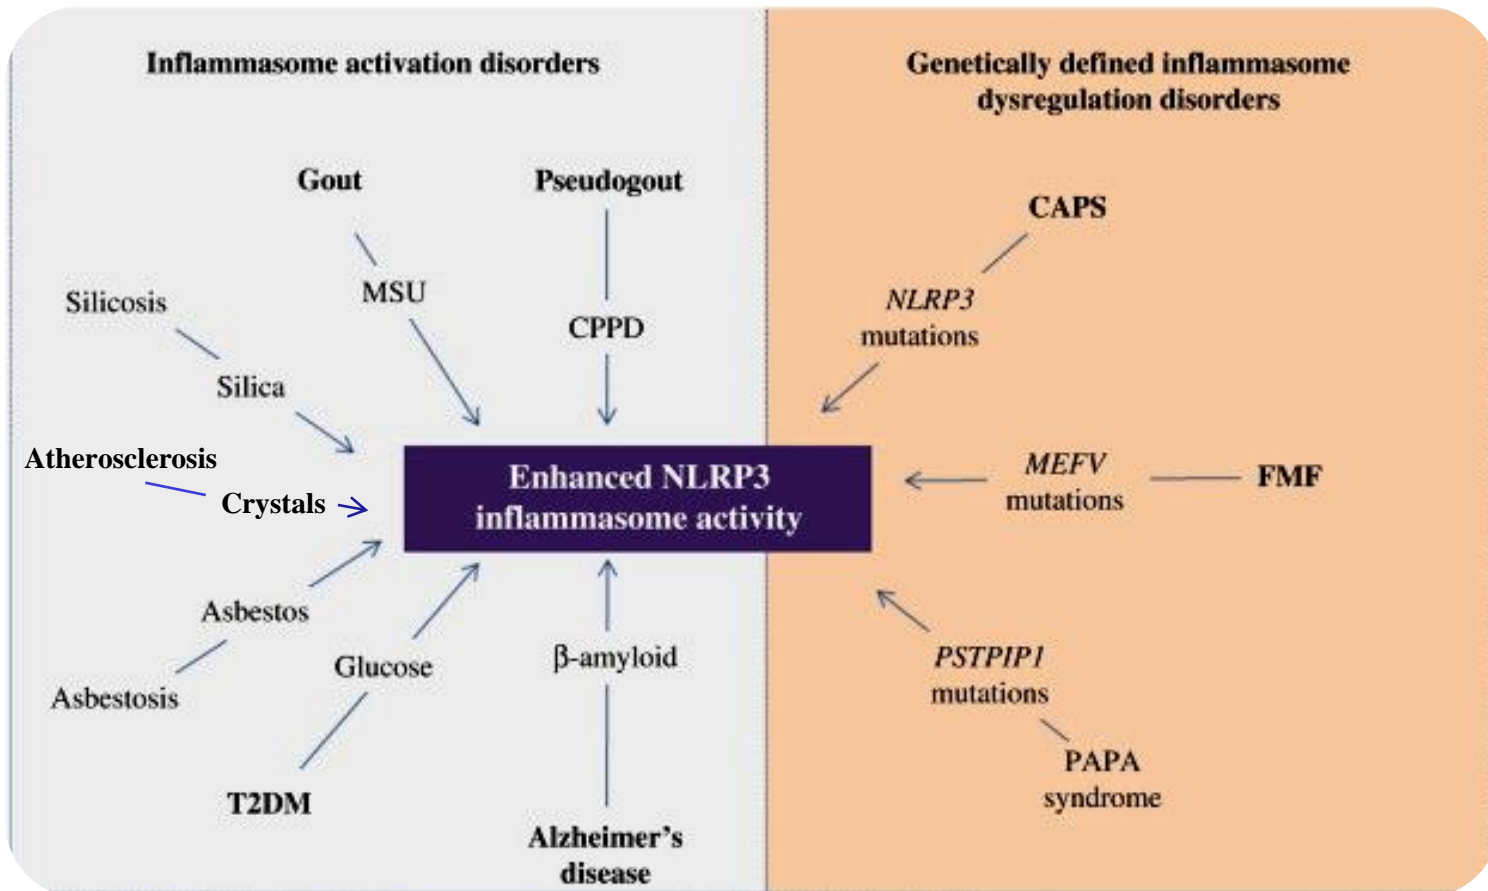 Inflammasome activation disorders
Genetically defined inflammasome
dysregulation disorders
Gout
Pseudogout
MSU
CPPD
Silicosis
Silica
Atherosclerosis
Crystals
Asbestos
Asbestosis
Glucose
T2DM
β-amyloid
Alzheimer's
disease
Enhanced NLRP3
inflammasome activity
CAPS
NLRP3
mutations
MEFV
mutations
FMF
PSTPIP1
mutations
PAPA
syndrome